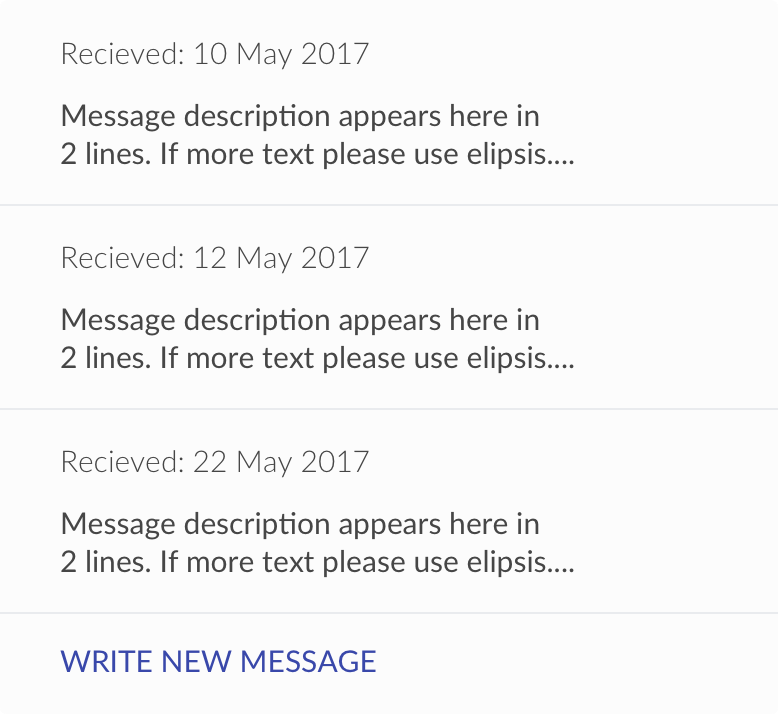 Recieved: 10 May 2017
Message description appears here in
2 lines. If more text please use elipsis....
Recieved: 12 May 2017
Message description appears here in
2 lines. If more text please use elipsis....
Recieved: 22 May 2017
Message description appears here in
2 lines. If more text please use elipsis....
WRITE NEW MESSAGE